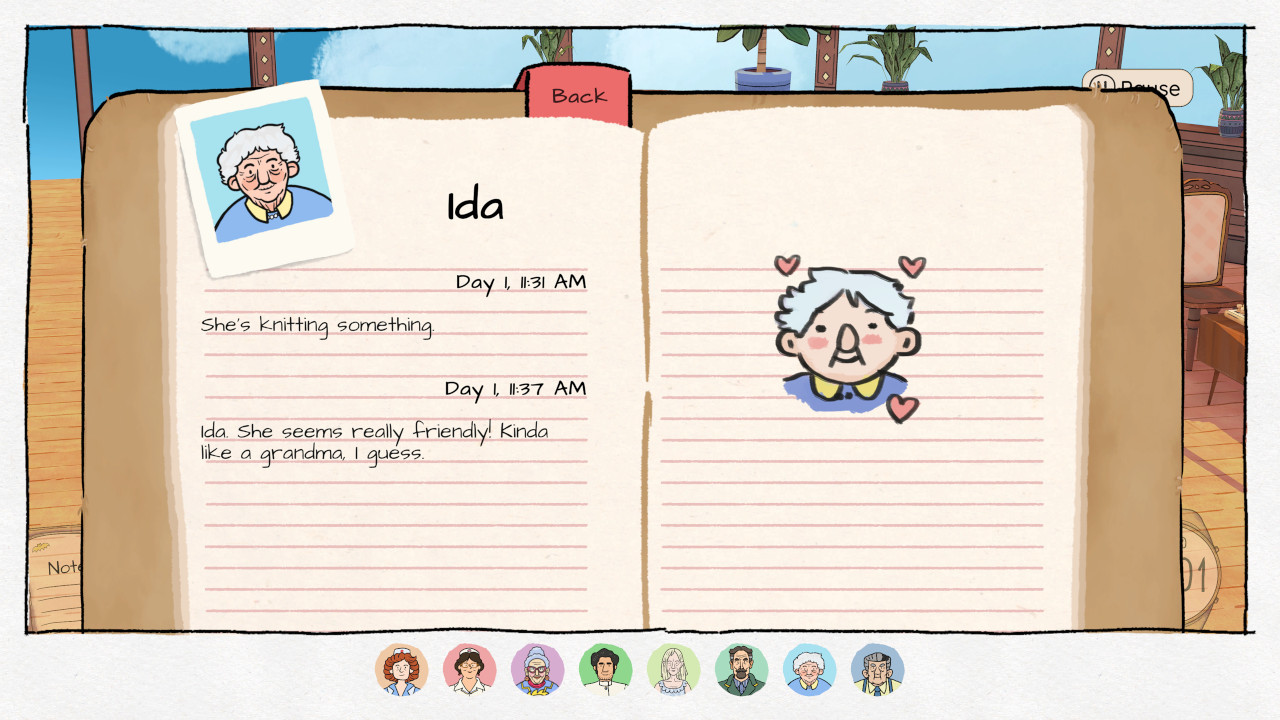 Back
Pause
Ida
Day 1, 11:31 AM
She's knitting something.
Day 1, 11:37 AM
Ida. She seems really friendly! Kinda
like a grandma, I guess.